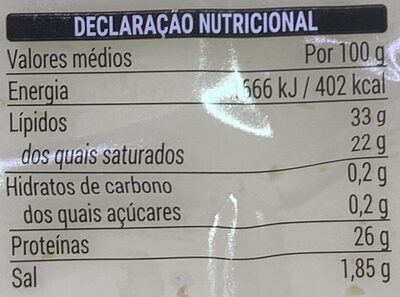 DECLARAÇÃO NUTRICIONAL
Valores médios Por 100 g
Energia 666 kJ / 402 kcal
Lípidos 33 g
dos quais saturados 22 g
Hidratos de carbono 0,2 g
dos quais açúcares 0,2 g
Proteínas 26 g
Sal 1,85 g